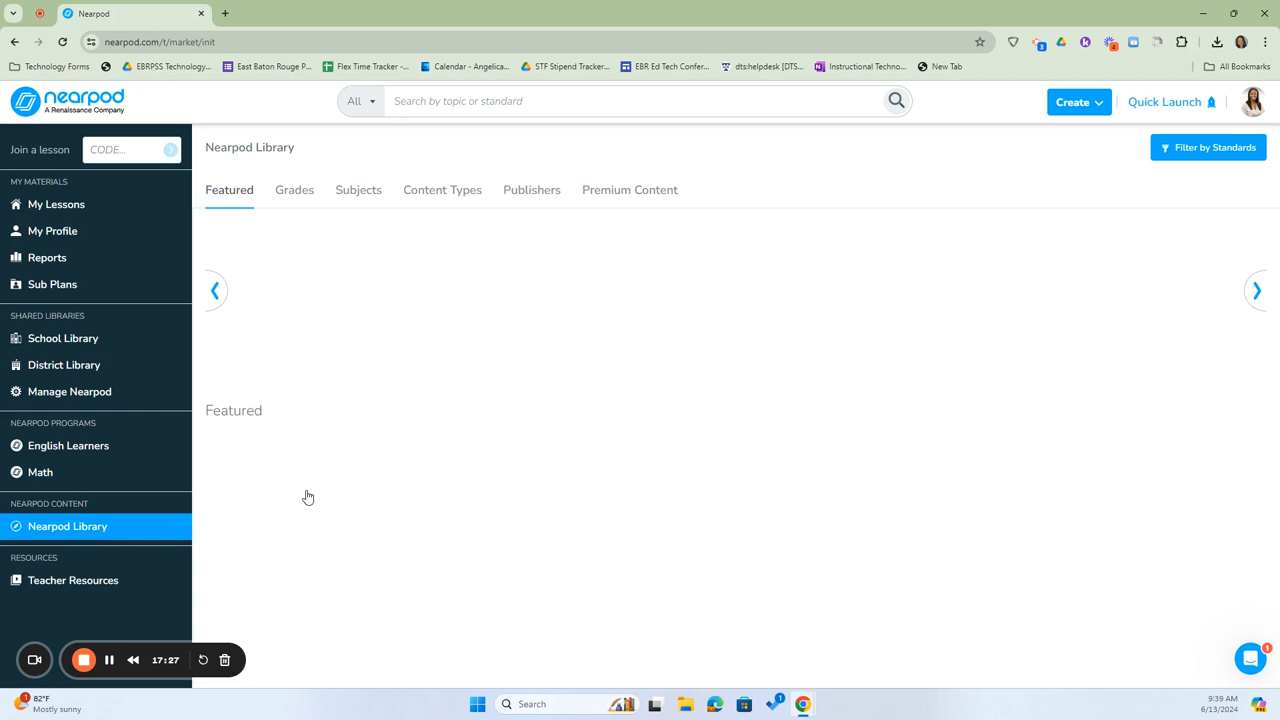 Nearpod
nearpod.com/t/market/init
3
4
Technology Forms
EBRPSS Technology...
East Baton Rouge P...
Flex Time Tracker -...
Calendar - Angelica...
STF Stipend Tracker...
EBR Ed Tech Confer...
dts:helpdesk [DTS...
Instructional Techno...
New Tab
All Bookmarks
nearpod
A Renaissance Company
All
Search by topic or standard
Create
Quick Launch
Join a lesson
CODE...
Nearpod Library
Filter by Standards
MY MATERIALS
My Lessons
My Profile
Reports
Sub Plans
Featured
Grades
Subjects
Content Types
Publishers
Premium Content
SHARED LIBRARIES
School Library
District Library
Manage Nearpod
Featured
NEARPOD PROGRAMS
English Learners
Math
NEARPOD CONTENT
Nearpod Library
RESOURCES
Teacher Resources
17:27
1
1
82°F
Mostly sunny
Search
1
9:39 AM
6/13/2024